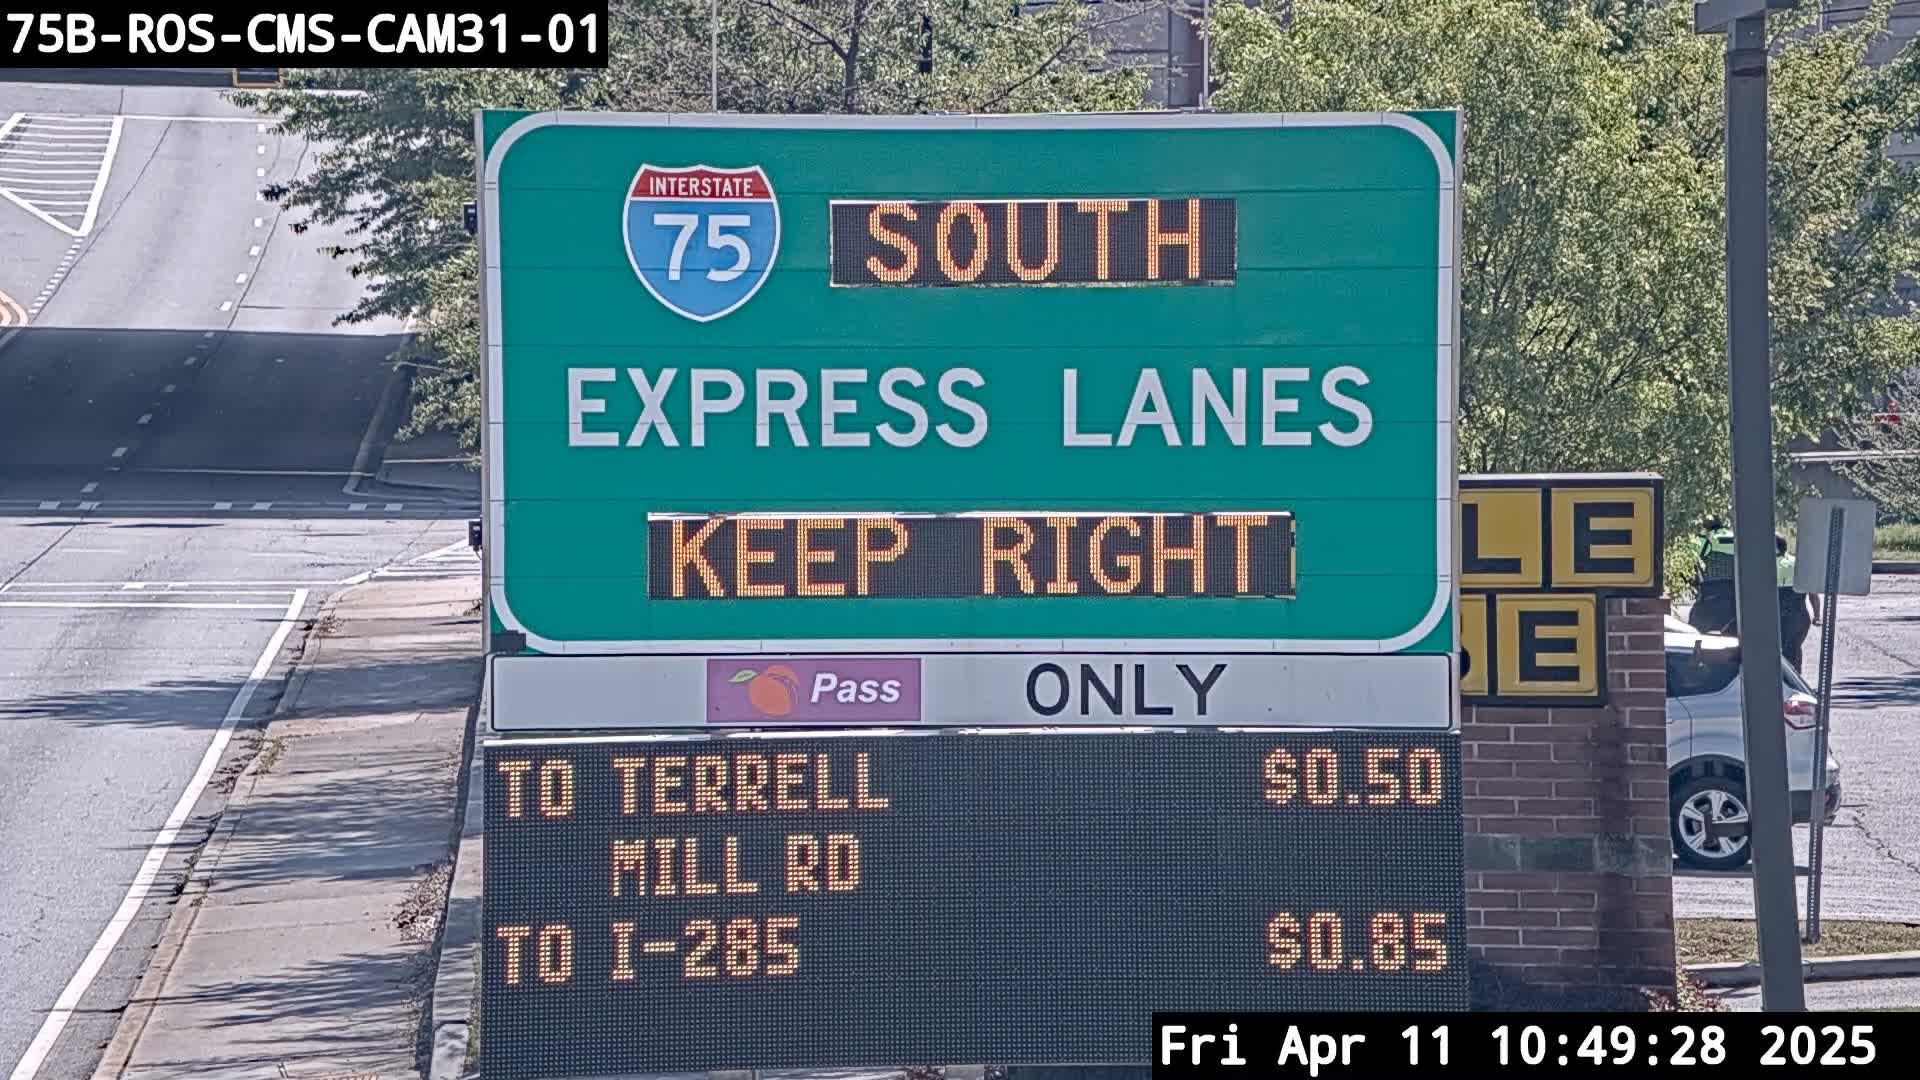 75B-ROS-CMS-CAM31-01
INTERSTATE
75
SOUTH
EXPRESS LANES
KEEP RIGHT
Pass ONLY
TO TERRELL $0.50
MILL RD
TO I-285 $0.85
Fri Apr 11 10:49:28 2025